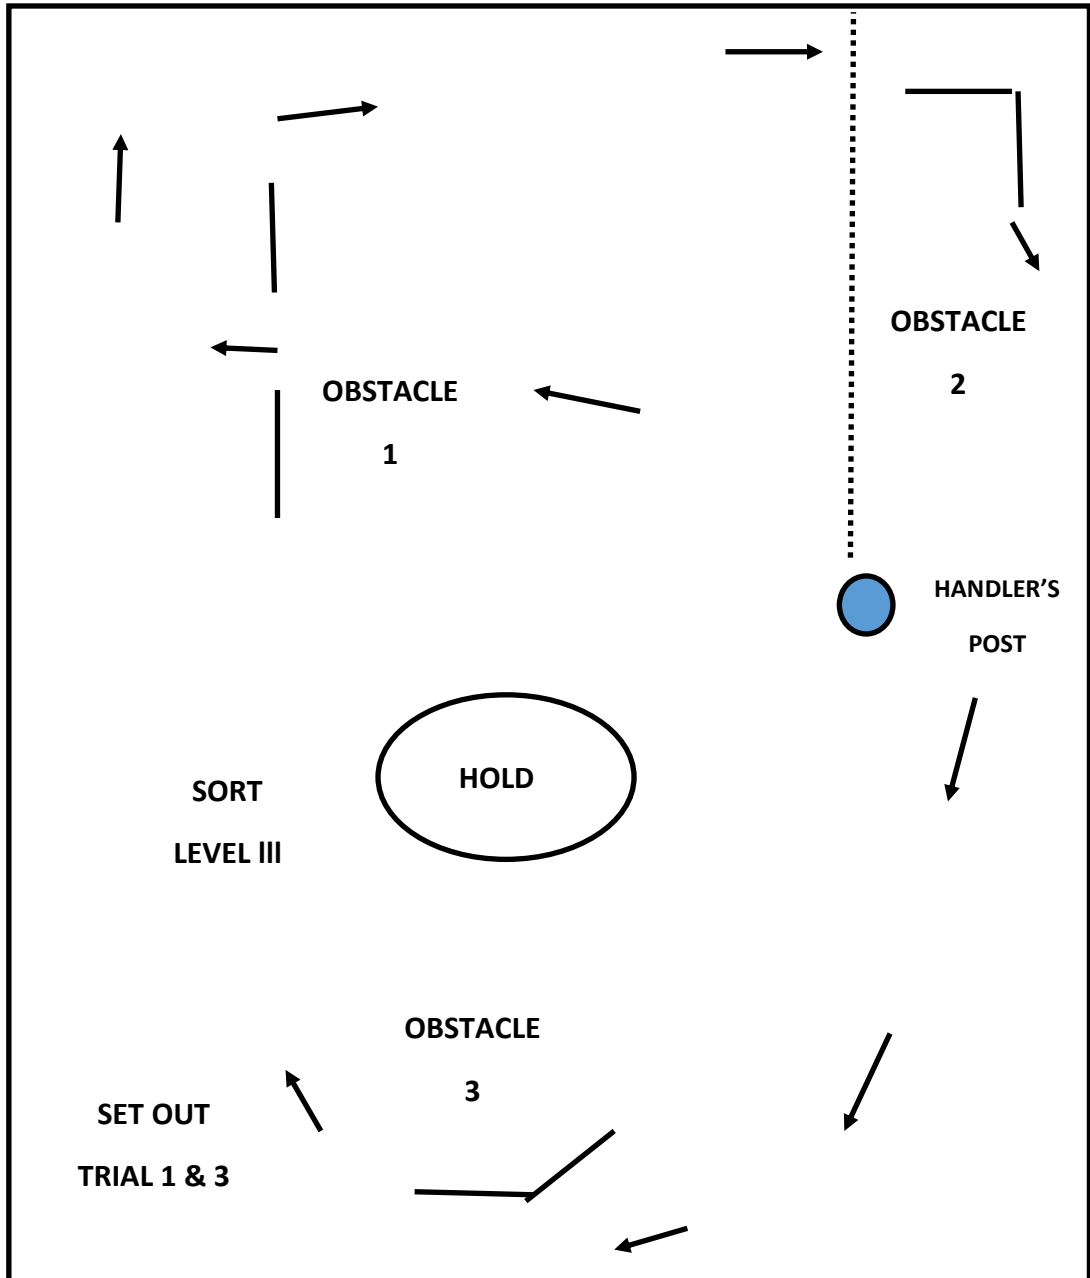 OBSTACLE
2
OBSTACLE
1
HANDLER’S
POST
HOLD
SORT
LEVEL lll
OBSTACLE
3
SET OUT
TRIAL 1 & 3